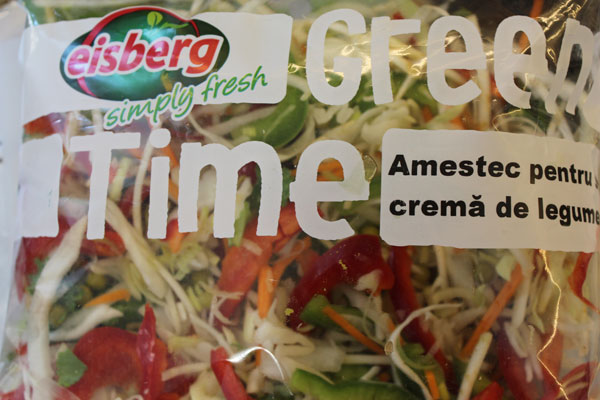 eisberg
simply fresh
Green
Time
Amestec pentru
cremă de legume